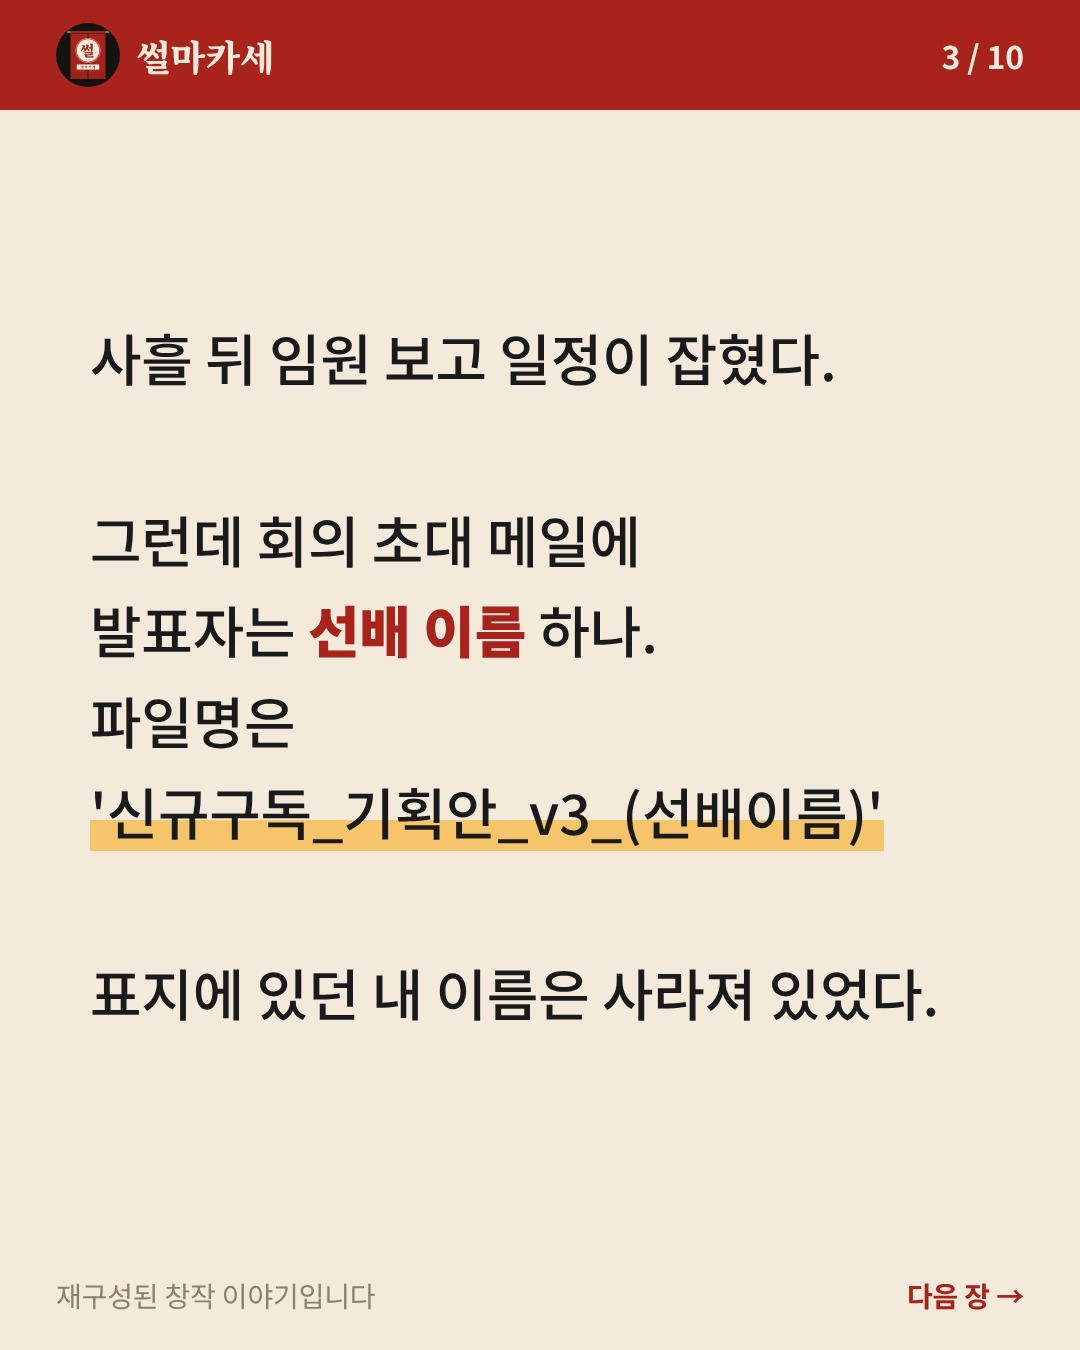 썰
썰마카세
3 / 10
사흘 뒤 임원 보고 일정이 잡혔다.
그런데 회의 초대 메일에
발표자는 선배 이름 하나.
파일명은
'신규구독_기획안_v3_(선배이름)'
표지에 있던 내 이름은 사라져 있었다.
재구성된 창작 이야기입니다
다음 장 →